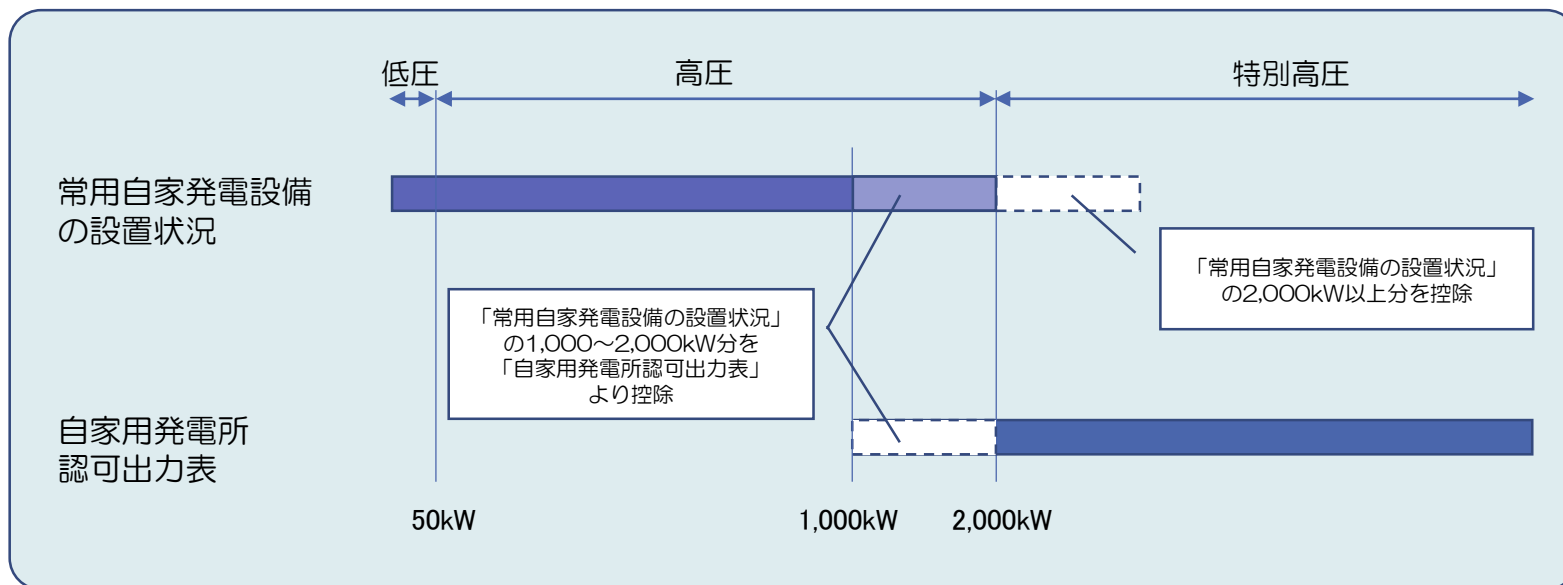 低圧
高圧
特別高圧
常用自家発電設備
の設置状況
「常用自家発電設備の設置状況」
の2,000kW以上分を控除
「常用自家発電設備の設置状況」
の1,000～2,000kW分を
「自家用発電所認可出力表」
より控除
自家用発電所
認可出力表
50kW
1,000kW
2,000kW